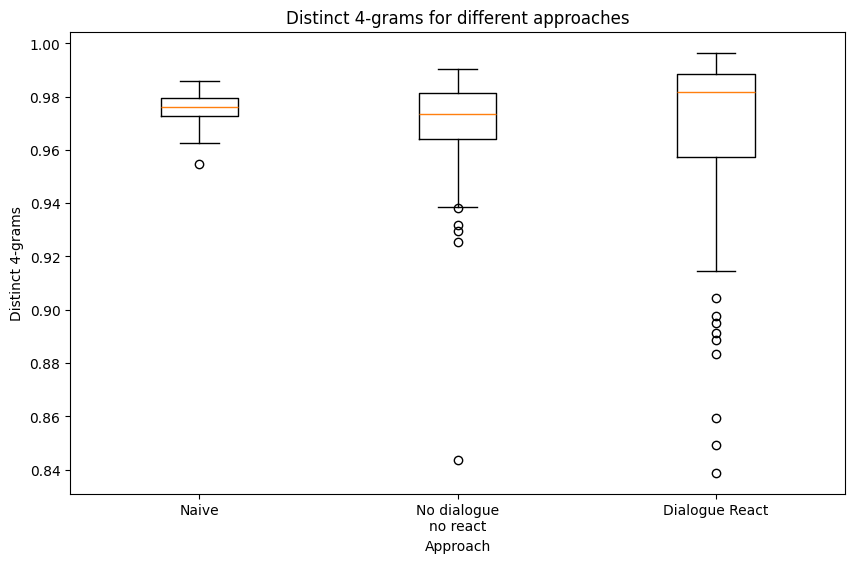 Distinct 4-grams for different approaches
Distinct 4-grams
1.00
0.98
0.96
0.94
0.92
0.90
0.88
0.86
0.84
Naive
No dialogue
no react
Dialogue React
Approach